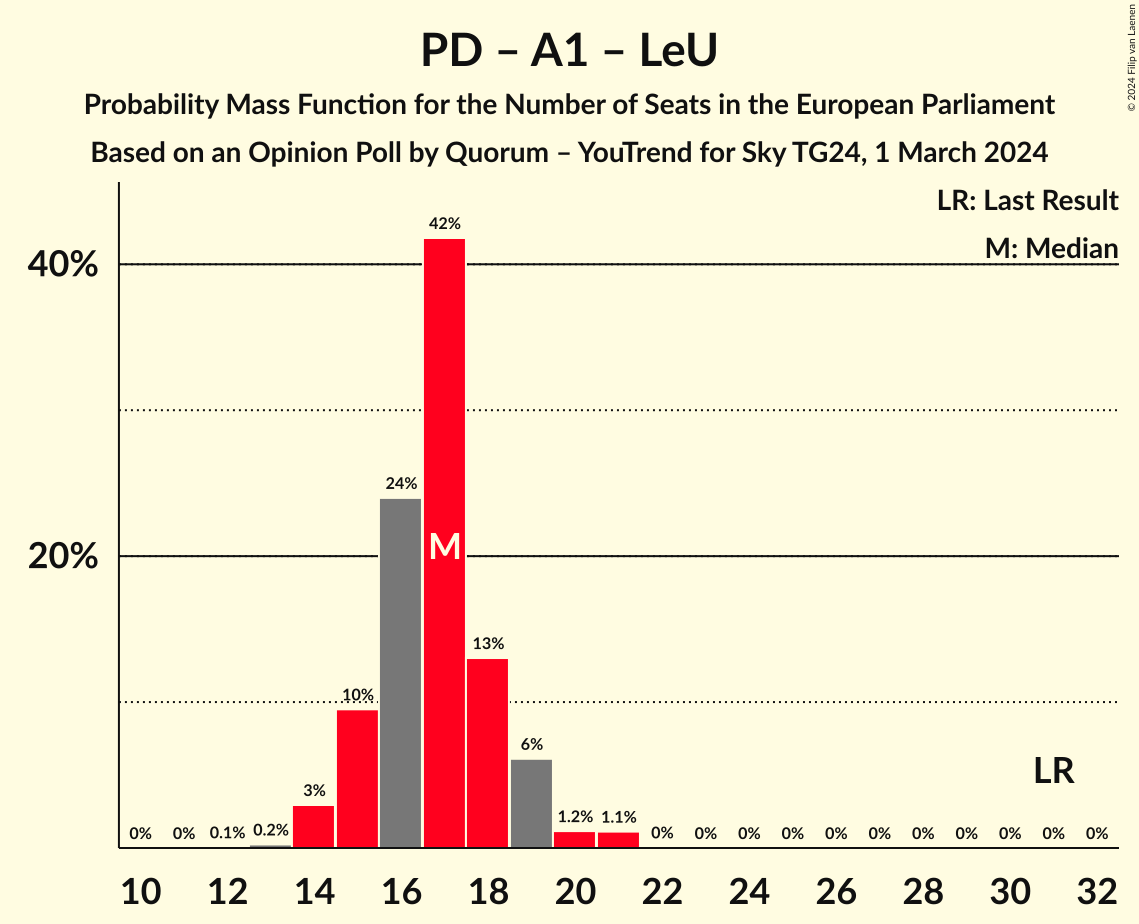 PD – A1 – LeU
Probability Mass Function for the Number of Seats in the European Parliament
Based on an Opinion Poll by Quorum – YouTrend for Sky TG24, 1 March 2024
© 2024 Filip van Laenen
LR: Last Result
M: Median
40%
20%
0%
0%
0.1%
0.2%
3%
10%
24%
42%
M
13%
6%
1.2%
1.1%
0%
0%
0%
0%
0%
0%
0%
0%
0%
0%
0%
LR
10 12 14 16 18 20 22 24 26 28 30 32